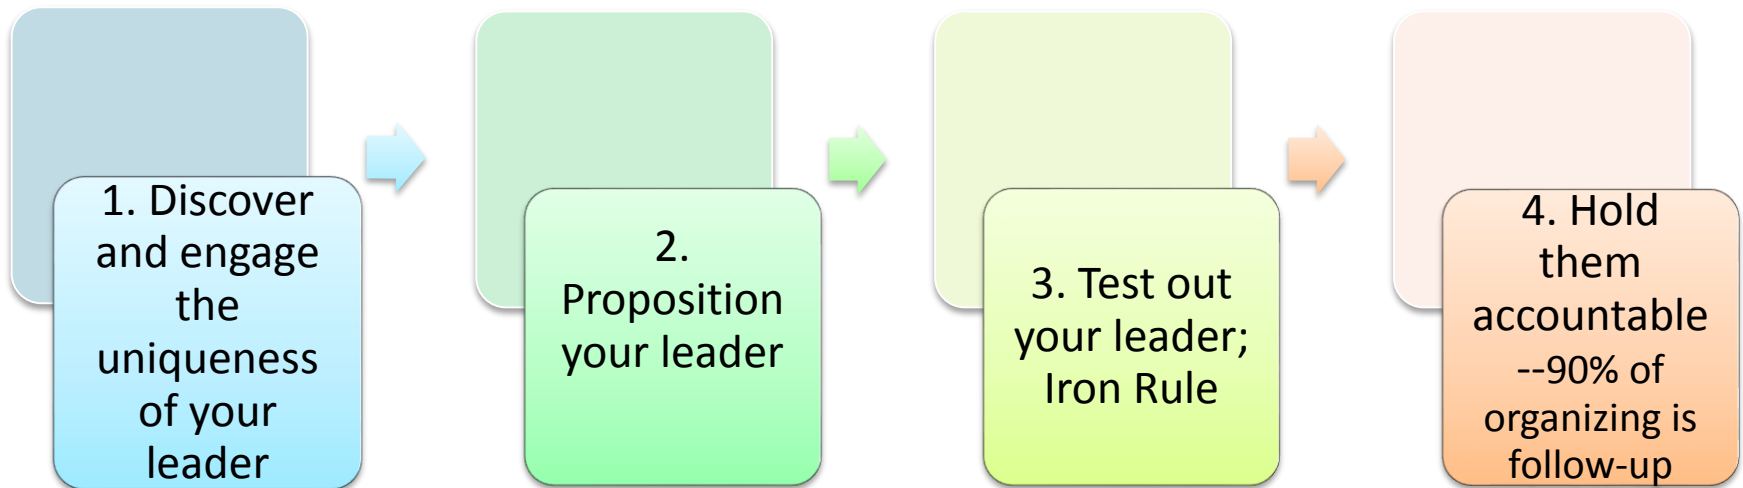 1. Discover
and engage
the
uniqueness
of your
leader
2.
Proposition
your leader
3. Test out
your leader;
Iron Rule
4. Hold
them
accountable
--90% of
organizing is
follow-up